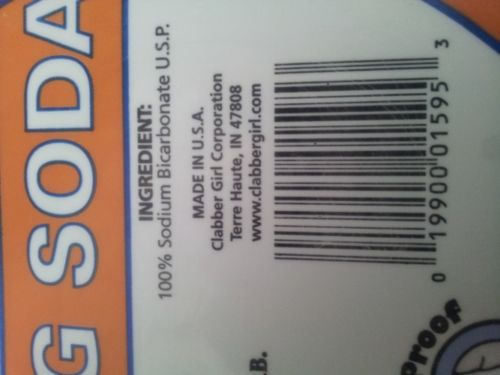 G SODA
INGREDIENT:
100% Sodium Bicarbonate U.S.P.
MADE IN U.S.A.
Clabber Girl Corporation
Terre Haute, IN 47808
www.clabbergirl.com
0 19900 01595 3
PROOF